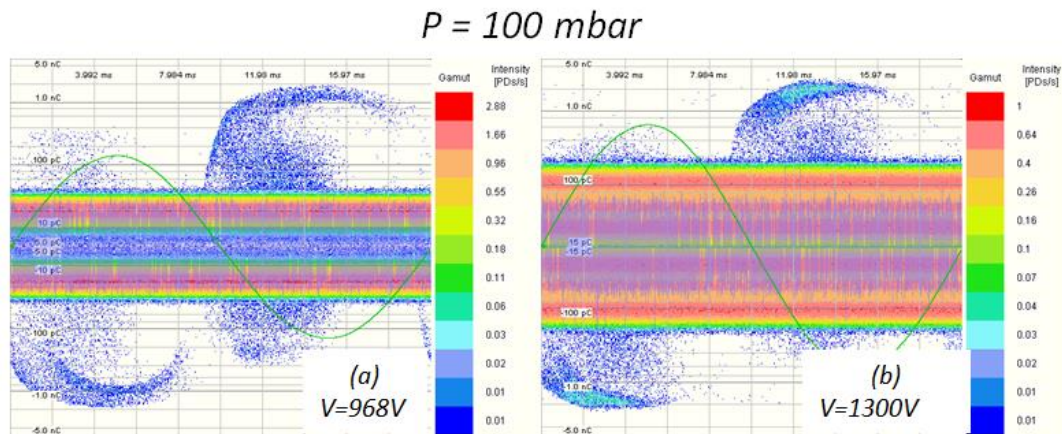 P = 100 mbar
5.0 nC
3.992 ms 7.984 ms 11.98 ms 15.97 ms
1.0 nC
100 pC
10 pC
5.0 pC
-5.0 pC
-10 pC
-100 pC
-1.0 nC
-5.0 nC
(a)
V=968V
Gamut Intensity
[PDs/s]
2.88
1.66
0.96
0.55
0.32
0.18
0.11
0.06
0.03
0.02
0.01
0.01
5.0 nC
3.992 ms 7.984 ms 11.98 ms 15.97 ms
1.0 nC
100 pC
15 pC
-15 pC
-100 pC
-1.0 nC
-5.0 nC
(b)
V=1300V
Gamut Intensity
[PDs/s]
1
0.64
0.4
0.26
0.16
0.1
0.07
0.04
0.03
0.02
0.01
0.01